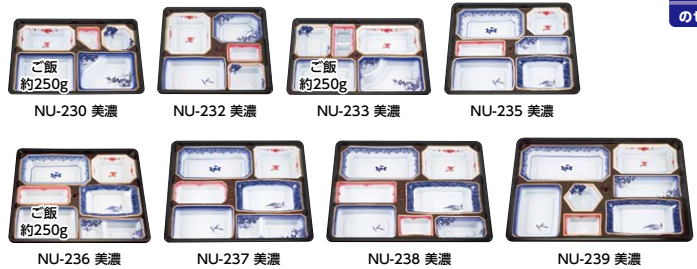 のせ
ご飯
約250g
ご飯
約250g
NU-230 美濃
NU-232 美濃
NU-233 美濃
NU-235 美濃
ご飯
約250g
NU-236 美濃
NU-237 美濃
NU-238 美濃
NU-239 美濃